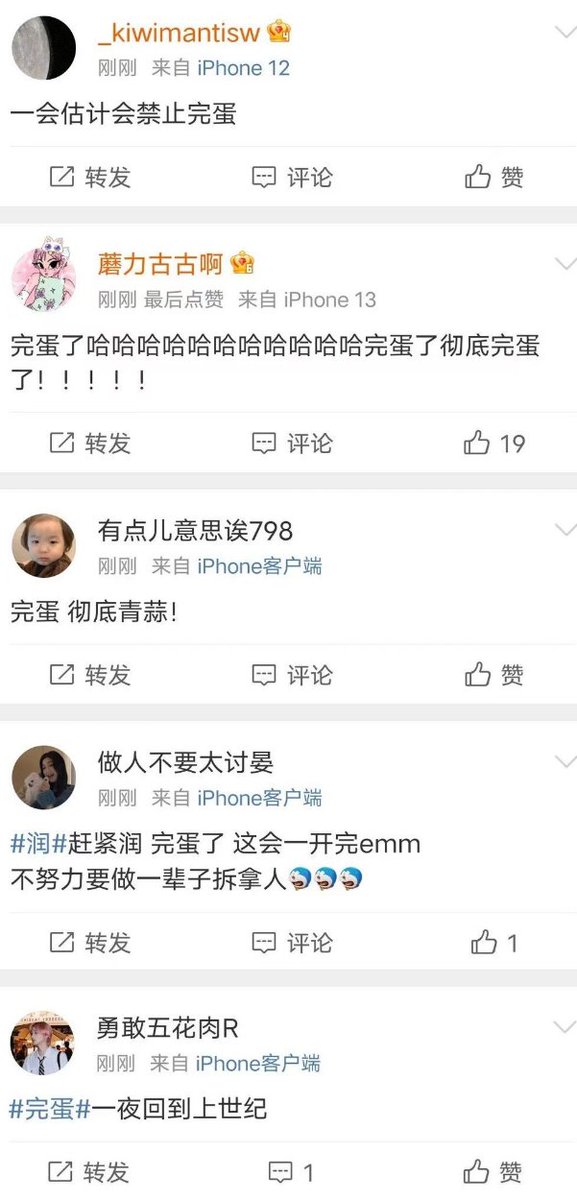 _kiwimantisw
刚刚 来自 iPhone 12
一会估计会禁止完蛋
转发 评论 赞
蘑力古古啊
刚刚 最后点赞 来自 iPhone 13
完蛋了哈哈哈哈哈哈哈哈哈哈哈完蛋了彻底完蛋
了！！！！！
转发 评论 19
有点儿意思诶798
刚刚 来自 iPhone客户端
完蛋 彻底青蒜！
转发 评论 赞
做人不要太讨晏
刚刚 来自 iPhone客户端
#润#赶紧润 完蛋了 这会一开完emm
不努力要做一辈子拆拿人
转发 评论 1
勇敢五花肉R
刚刚 来自 iPhone客户端
#完蛋#一夜回到上世纪
转发 1 赞